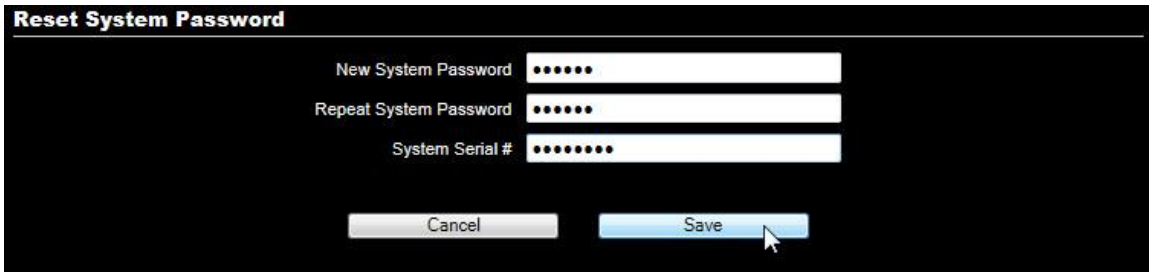 Reset System Password
New System Password ••••••
Repeat System Password ••••••
System Serial # ••••••••
Cancel Save